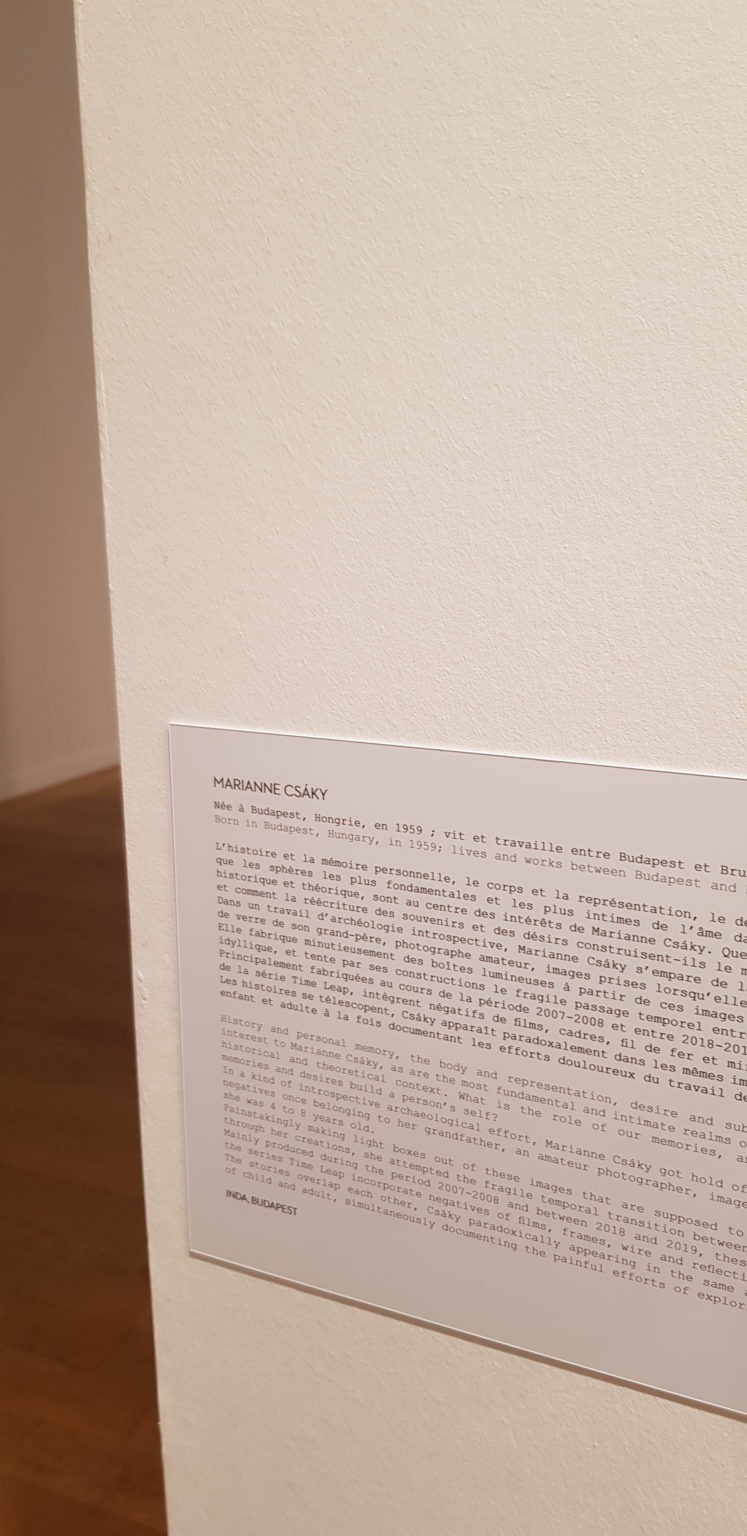 MARIANNE CSÁKY
Née à Budapest, Hongrie, en 1959 ; vit et travaille entre Budapest et Bru
Born in Budapest, Hungary, in 1959; lives and works between Budapest and
L'histoire et la mémoire personnelle, le corps et la représentation, le dé
que les sphères les plus fondamentales et les plus intimes de l'âme da
historique et théorique, sont au centre des intérêts de Marianne Csáky. Que
et comment la réécriture des souvenirs et des désirs construisent-ils le m
Dans un travail d'archéologie introspective, Marianne Csáky s'empare de
de verre de son grand-père, photographe amateur, images prises lorsqu'elle
Elle fabrique minutieusement des boîtes lumineuses à partir de ces images
idyllique, et tente par ses constructions le fragile passage temporel entr
Principalement fabriquées au cours de la période 2007-2008 et entre 2018-201
de la série Time Leap, intègrent négatifs de films, cadres, fil de fer et mi
Les histoires se télescopent, Csáky apparaît paradoxalement dans les mêmes im
enfant et adulte à la fois documentant les efforts douloureux du travail de
History and personal memory, the body and representation, desire and sub
interest to Marianne Csáky, as are the most fundamental and intimate realms o
historical and theoretical context. What is the role of our memories, a
memories and desires build a person's self?
In a kind of introspective archaeological effort, Marianne Csáky got hold of
negatives once belonging to her grandfather, an amateur photographer, image
she was 4 to 8 years old.
Painstakingly making light boxes out of these images that are supposed to
through her creations, she attempted the fragile temporal transition between
Mainly produced during the period 2007-2008 and between 2018 and 2019, thes
the series Time Leap incorporate negatives of films, frames, wire and reflecti
The stories overlap each other, Csáky paradoxically appearing in the same
of child and adult, simultaneously documenting the painful efforts of explor
INDA, BUDAPEST